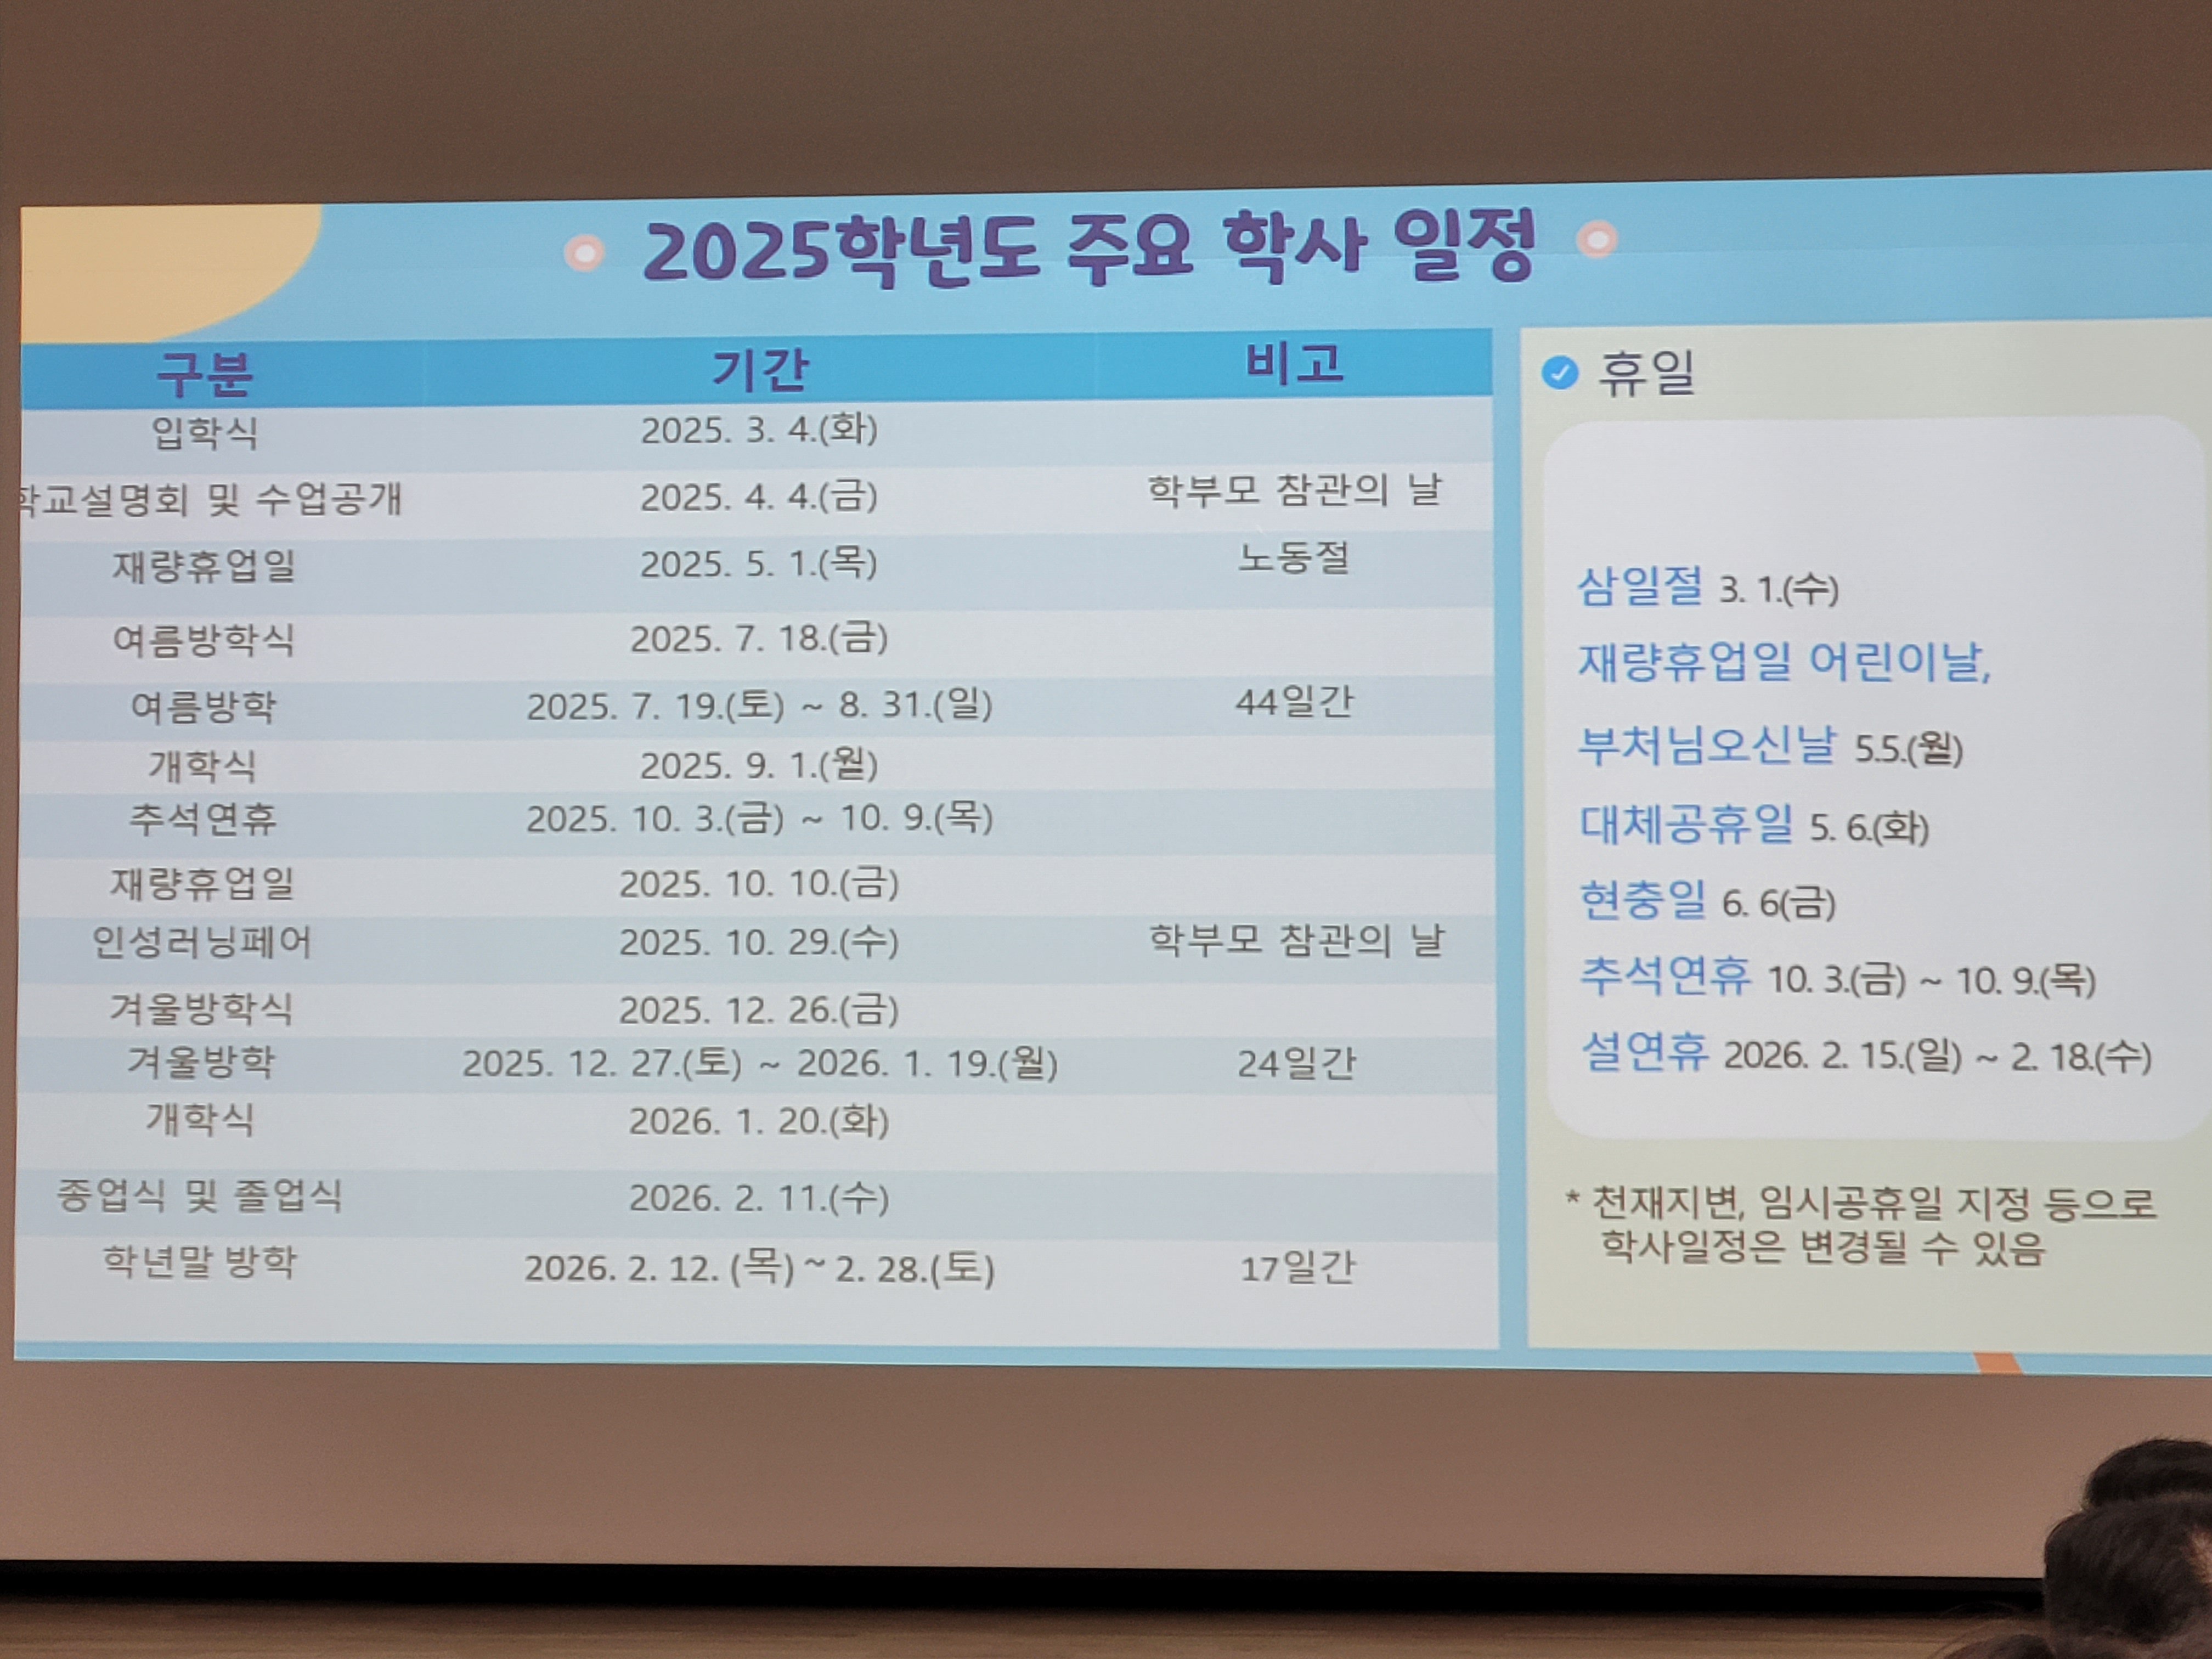 2025학년도 주요 학사 일정
구분 기간 비고
입학식 2025. 3. 4.(화)
학교설명회 및 수업공개 2025. 4. 4.(금) 학부모 참관의 날
재량휴업일 2025. 5. 1.(목) 노동절
여름방학식 2025. 7. 18.(금)
여름방학 2025. 7. 19.(토) ~ 8. 31.(일) 44일간
개학식 2025. 9. 1.(월)
추석연휴 2025. 10. 3.(금) ~ 10. 9.(목)
재량휴업일 2025. 10. 10.(금)
인성러닝페어 2025. 10. 29.(수) 학부모 참관의 날
겨울방학식 2025. 12. 26.(금)
겨울방학 2025. 12. 27.(토) ~ 2026. 1. 19.(월) 24일간
개학식 2026. 1. 20.(화)
종업식 및 졸업식 2026. 2. 11.(수)
학년말 방학 2026. 2. 12. (목) ~ 2. 28.(토) 17일간
휴일
삼일절 3. 1.(수)
재량휴업일 어린이날,
부처님오신날 5.5.(월)
대체공휴일 5. 6.(화)
현충일 6. 6(금)
추석연휴 10. 3.(금) ~ 10. 9.(목)
설연휴 2026. 2. 15.(일) ~ 2. 18.(수)
* 천재지변, 임시공휴일 지정 등으로
학사일정은 변경될 수 있음